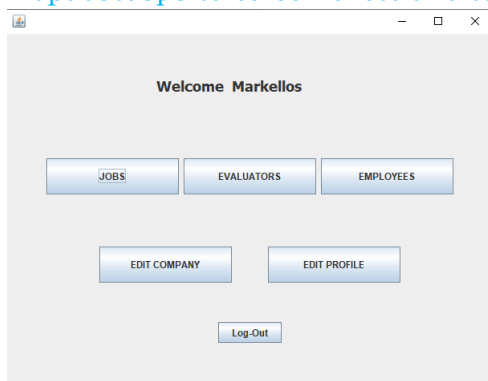 Welcome Markellos
JOBS EVALUATORS EMPLOYEES
EDIT COMPANY EDIT PROFILE
Log-Out